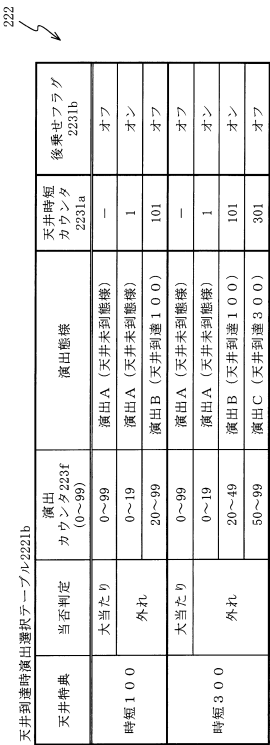 222
天井到達時演出選択テーブル2221b
天井特典 当否判定 演出カウンタ223f(0～99) 演出態様 天井時短カウンタ2231a 後乗せフラグ2231b
時短１００ 大当たり 0～99 演出Ａ（天井未到態様） － オフ
外れ 0～19 演出Ａ（天井未到態様） 1 オン
20～99 演出Ｂ（天井到達１００） 101 オフ
時短３００ 大当たり 0～99 演出Ａ（天井未到態様） － オフ
外れ 0～19 演出Ａ（天井未到態様） 1 オン
20～49 演出Ｂ（天井到達１００） 101 オン
50～99 演出Ｃ（天井到達３００） 301 オフ